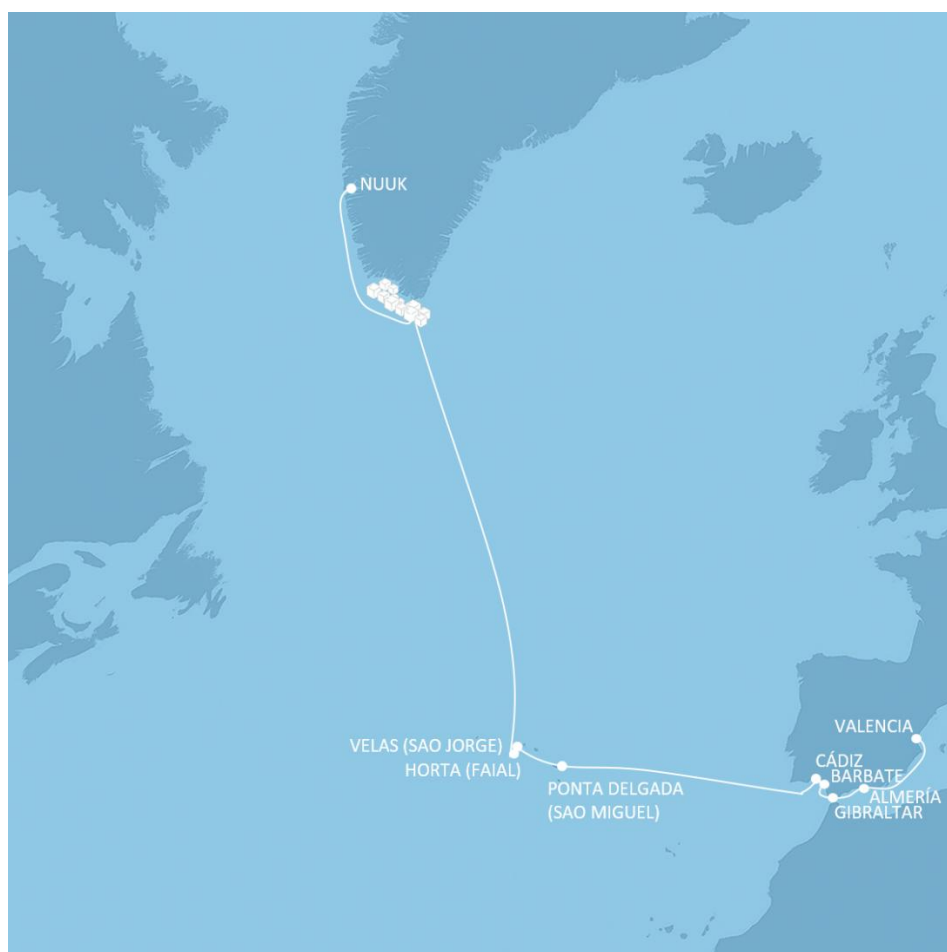 NUUK
VALENCIA
VELAS (SAO JORGE)
HORTA (FAIAL)
CÁDIZ
BARBATE
PONTA DELGADA
(SAO MIGUEL)
ALMERÍA
GIBRALTAR